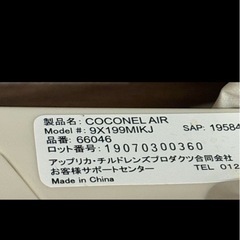 製品名: COCONEL AIR
Model #: 9X199MIKJ SAP: 19584
品番: 66046
ロット番号: 19070300360
アップリカ・チルドレンズプロダクツ合同会社
お客様サポートセンター TEL 012
Made in China